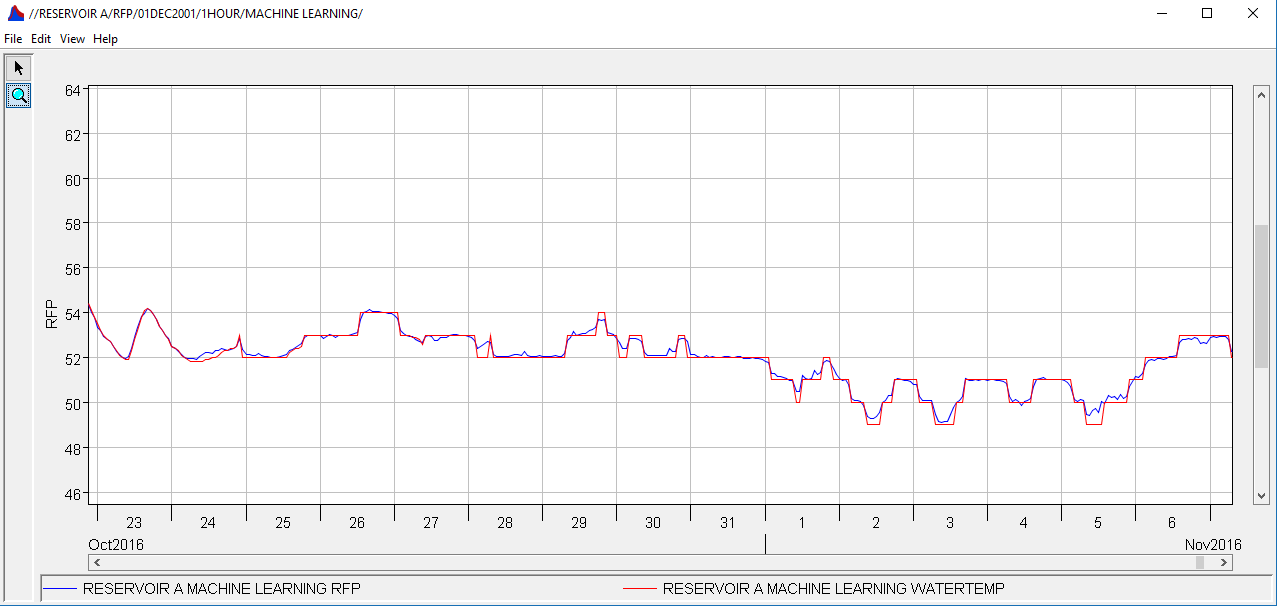 //RESERVOIR A/RFP/01DEC2001/1HOUR/MACHINE LEARNING/
File Edit View Help
64
62
60
58
56
54
52
50
48
46
RFP
23 24 25 26 27 28 29 30 31 1 2 3 4 5 6
Oct2016 Nov2016
RESERVOIR A MACHINE LEARNING RFP RESERVOIR A MACHINE LEARNING WATERTEMP